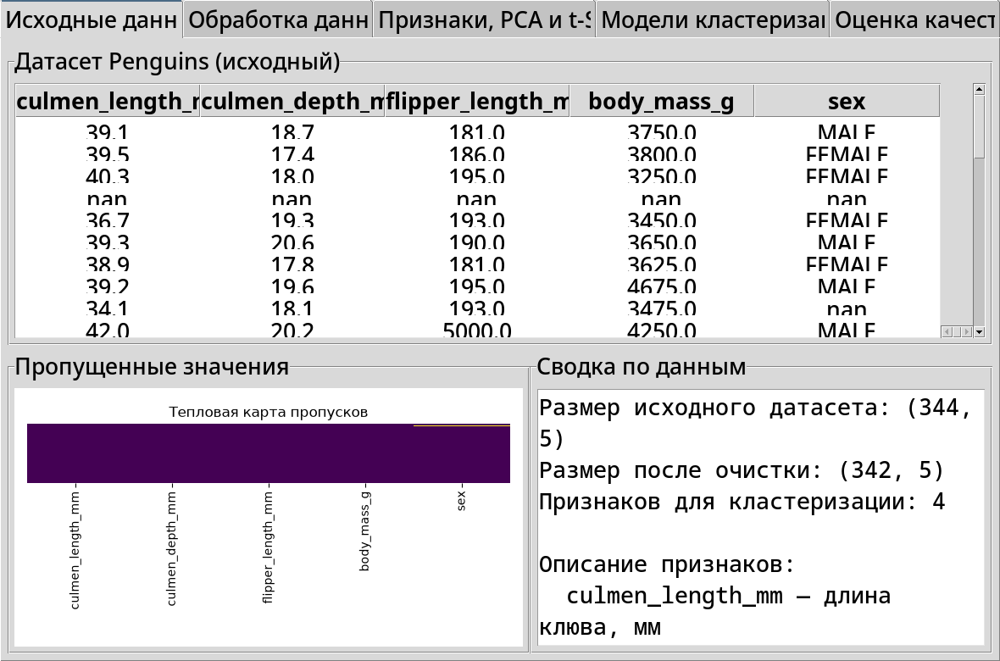 Исходные данн Обработка данн Признаки, PCA и t-S Модели кластериза Оценка качест
Датасет Penguins (исходный)
culmen_length_ culmen_depth_m flipper_length_m body_mass_g sex
39.1 18.7 181.0 3750.0 MALE
39.5 17.4 186.0 3800.0 FEMALE
40.3 18.0 195.0 3250.0 FEMALE
nan nan nan nan nan
36.7 19.3 193.0 3450.0 FEMALE
39.3 20.6 190.0 3650.0 MALE
38.9 17.8 181.0 3625.0 FEMALE
39.2 19.6 195.0 4675.0 MALE
34.1 18.1 193.0 3475.0 nan
42.0 20.2 5000.0 4250.0 MALE
Пропущенные значения
Тепловая карта пропусков
culmen_length_mm
culmen_depth_mm
flipper_length_mm
body_mass_g
sex
Сводка по данным
Размер исходного датасета: (344,
5)
Размер после очистки: (342, 5)
Признаков для кластеризации: 4
Описание признаков:
culmen_length_mm — длина
клюва, мм